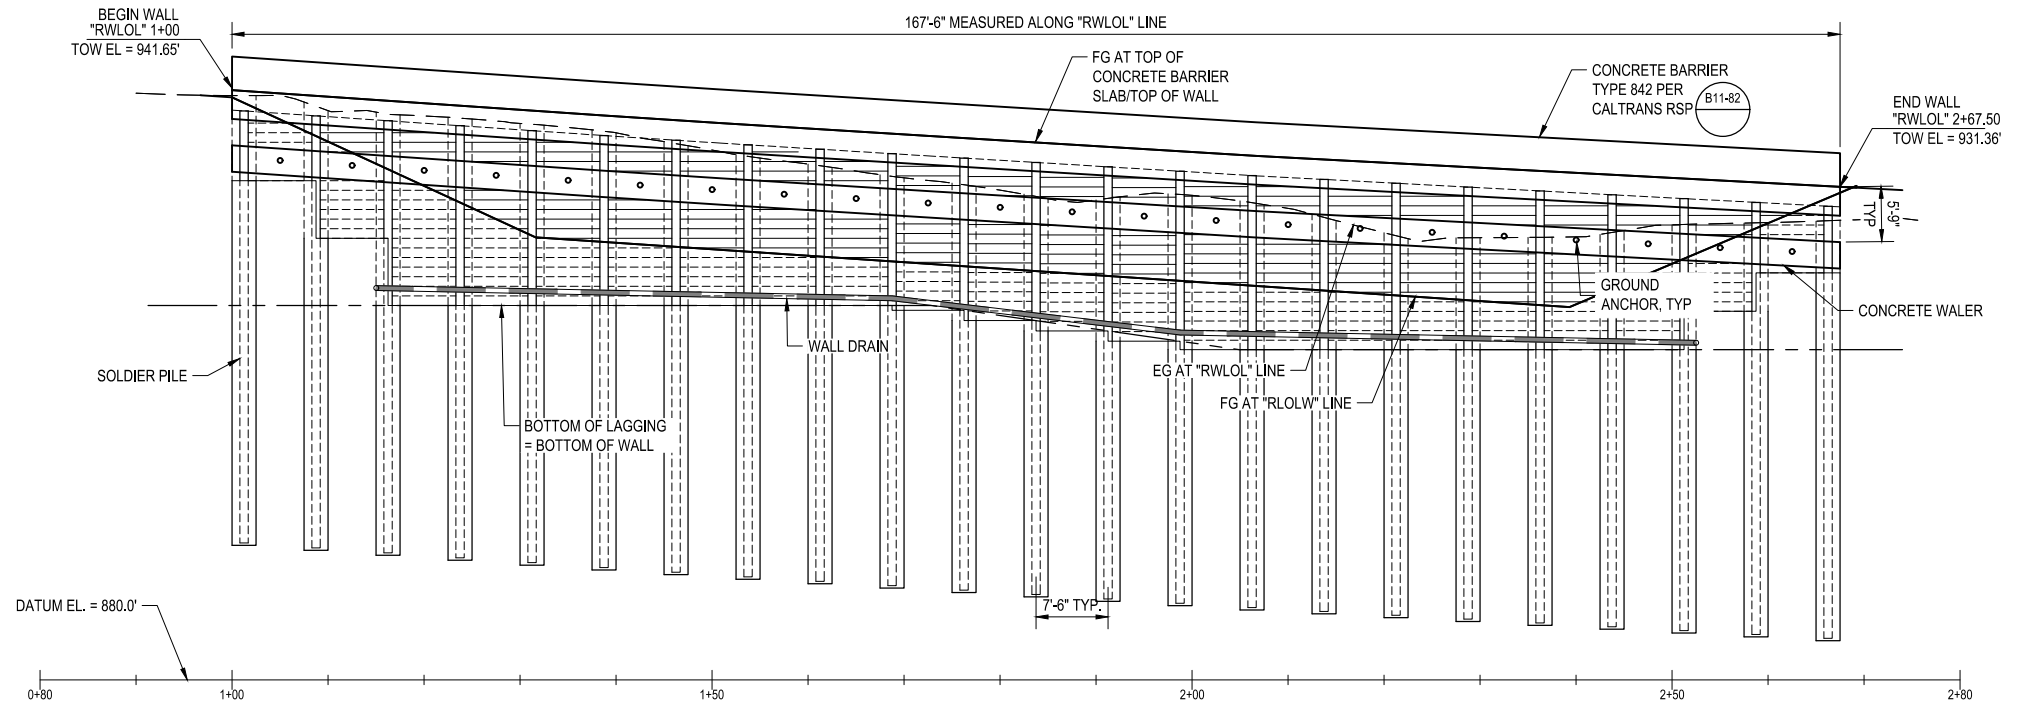 BEGIN WALL
"RWLOL" 1+00
TOW EL = 941.65'
167'-6" MEASURED ALONG "RWLOL" LINE
FG AT TOP OF
CONCRETE BARRIER
SLAB/TOP OF WALL
CONCRETE BARRIER
TYPE 842 PER
CALTRANS RSP
B11-82
END WALL
"RWLOL" 2+67.50
TOW EL = 931.36'
5'-9"
TYP
GROUND
ANCHOR, TYP
CONCRETE WALER
WALL DRAIN
SOLDIER PILE
EG AT "RWLOL" LINE
FG AT "RLOLW" LINE
BOTTOM OF LAGGING
= BOTTOM OF WALL
7'-6" TYP.
DATUM EL. = 880.0'
0+80
1+00
1+50
2+00
2+50
2+80